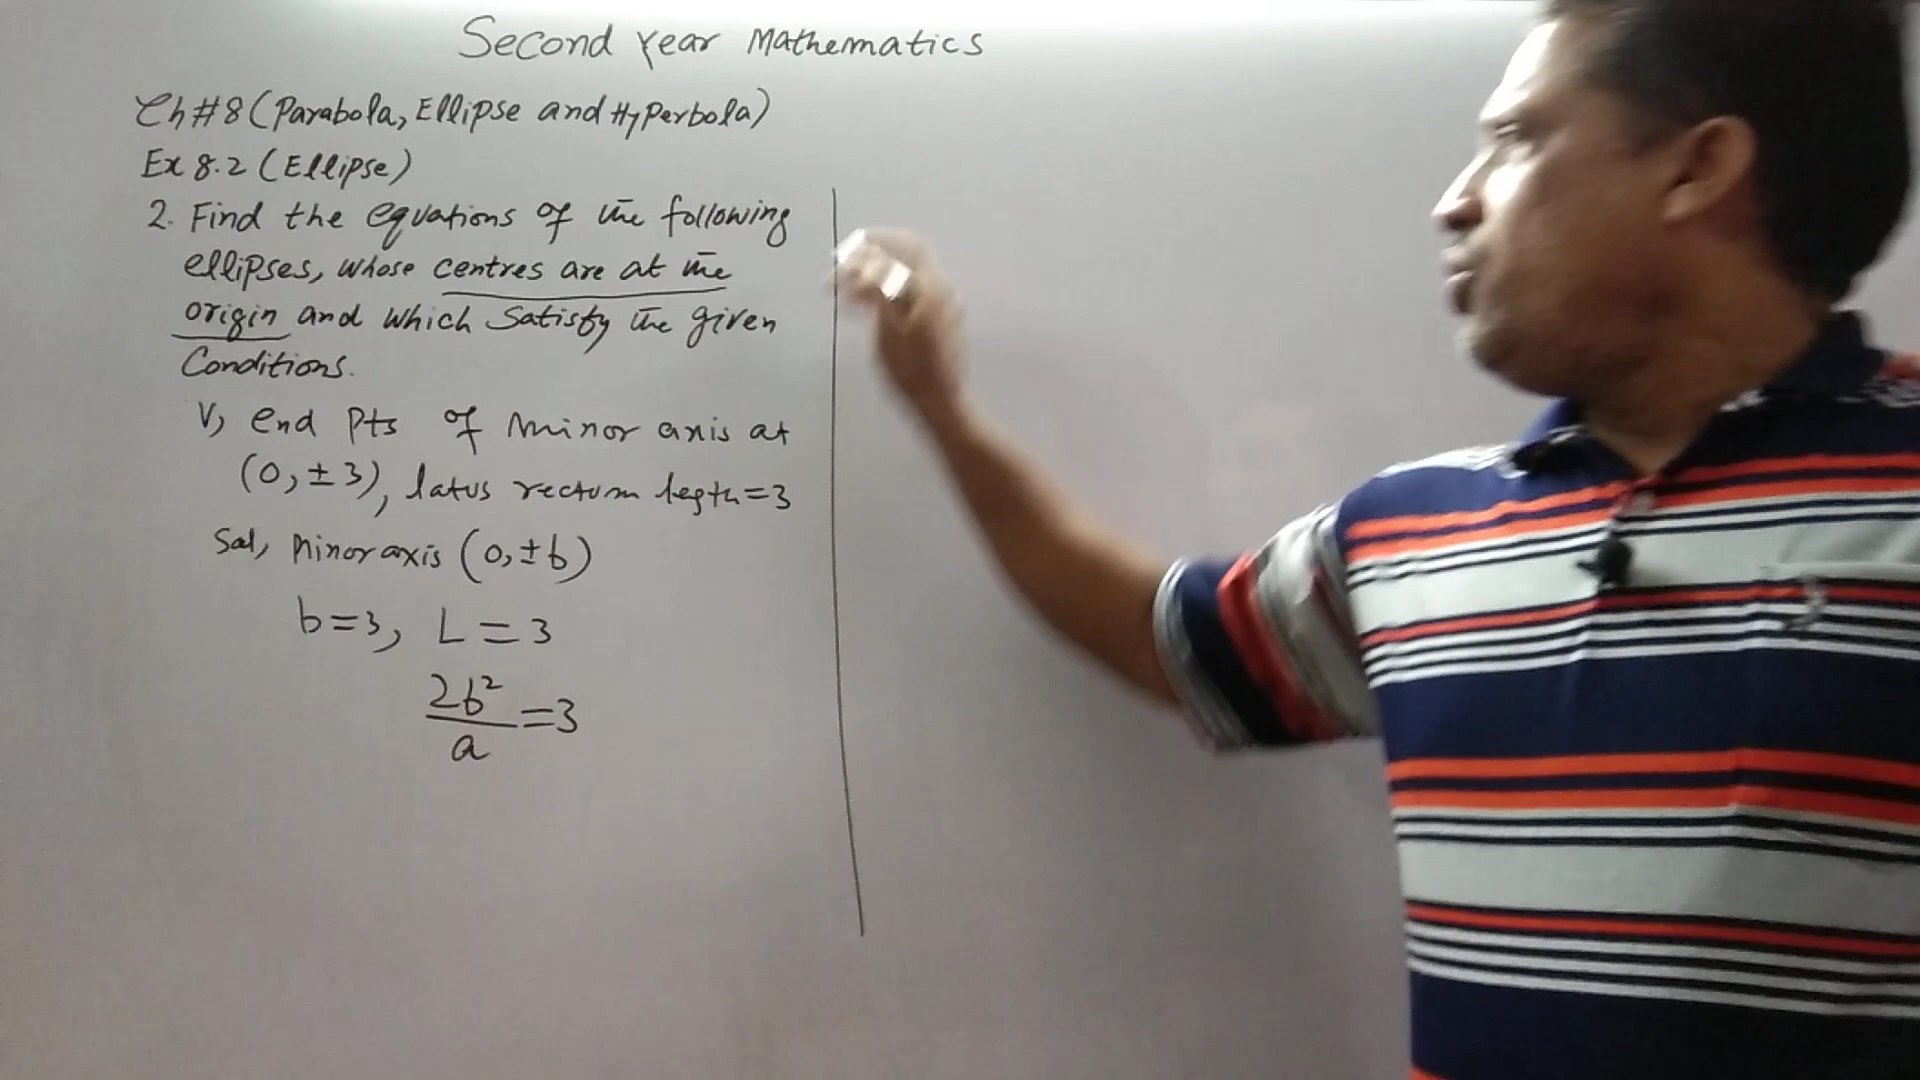 Second Year Mathematics
Ch#8 (Parabola, Ellipse and Hyperbola)
Ex 8.2 (Ellipse)
2. Find the equations of the following
ellipses, whose centres are at the
origin and which satisfy the given
Conditions.
V, end Pts of minor axis at
(0, ±3), latus rectum legth=3
Sol, minor axis (0, ±b)
b=3, L=3
2b²/a =3